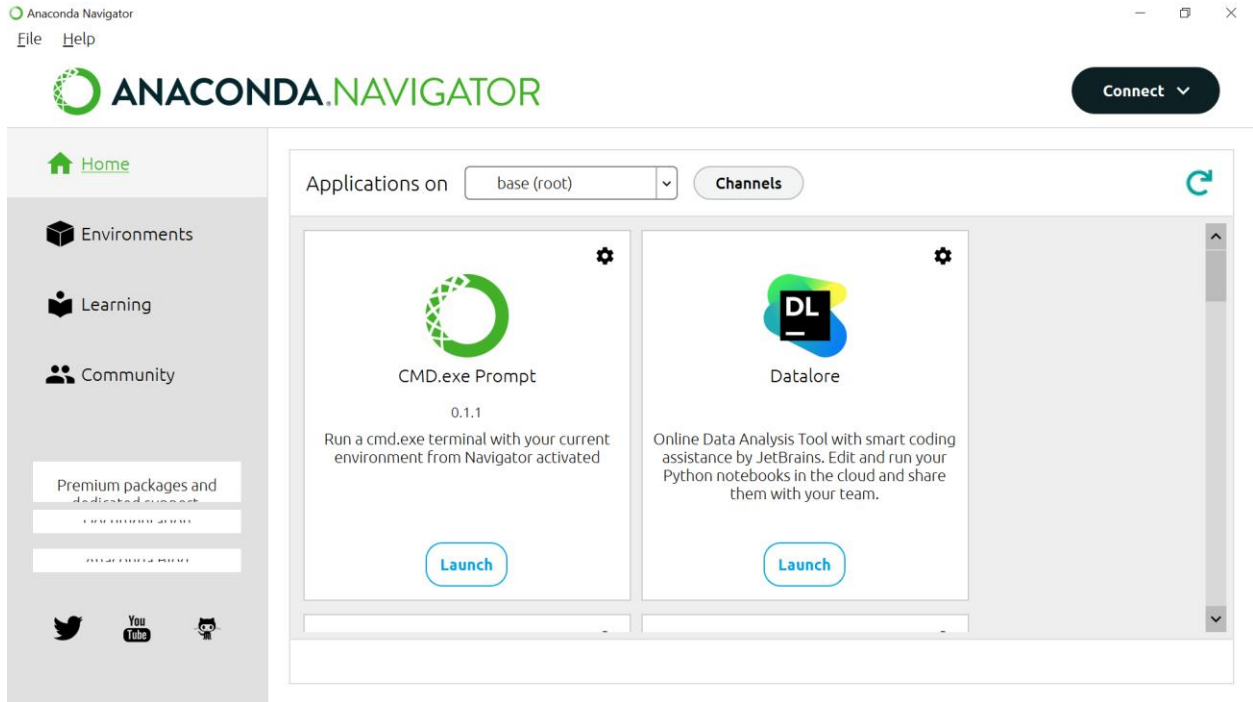 Anaconda Navigator
File Help
ANACONDA.NAVIGATOR
Connect
Home
Environments
Learning
Community
Premium packages and
You
Tube
Applications on base (root) Channels
CMD.exe Prompt
0.1.1
Run a cmd.exe terminal with your current
environment from Navigator activated
Launch
DL
Datalore
Online Data Analysis Tool with smart coding
assistance by JetBrains. Edit and run your
Python notebooks in the cloud and share
them with your team.
Launch